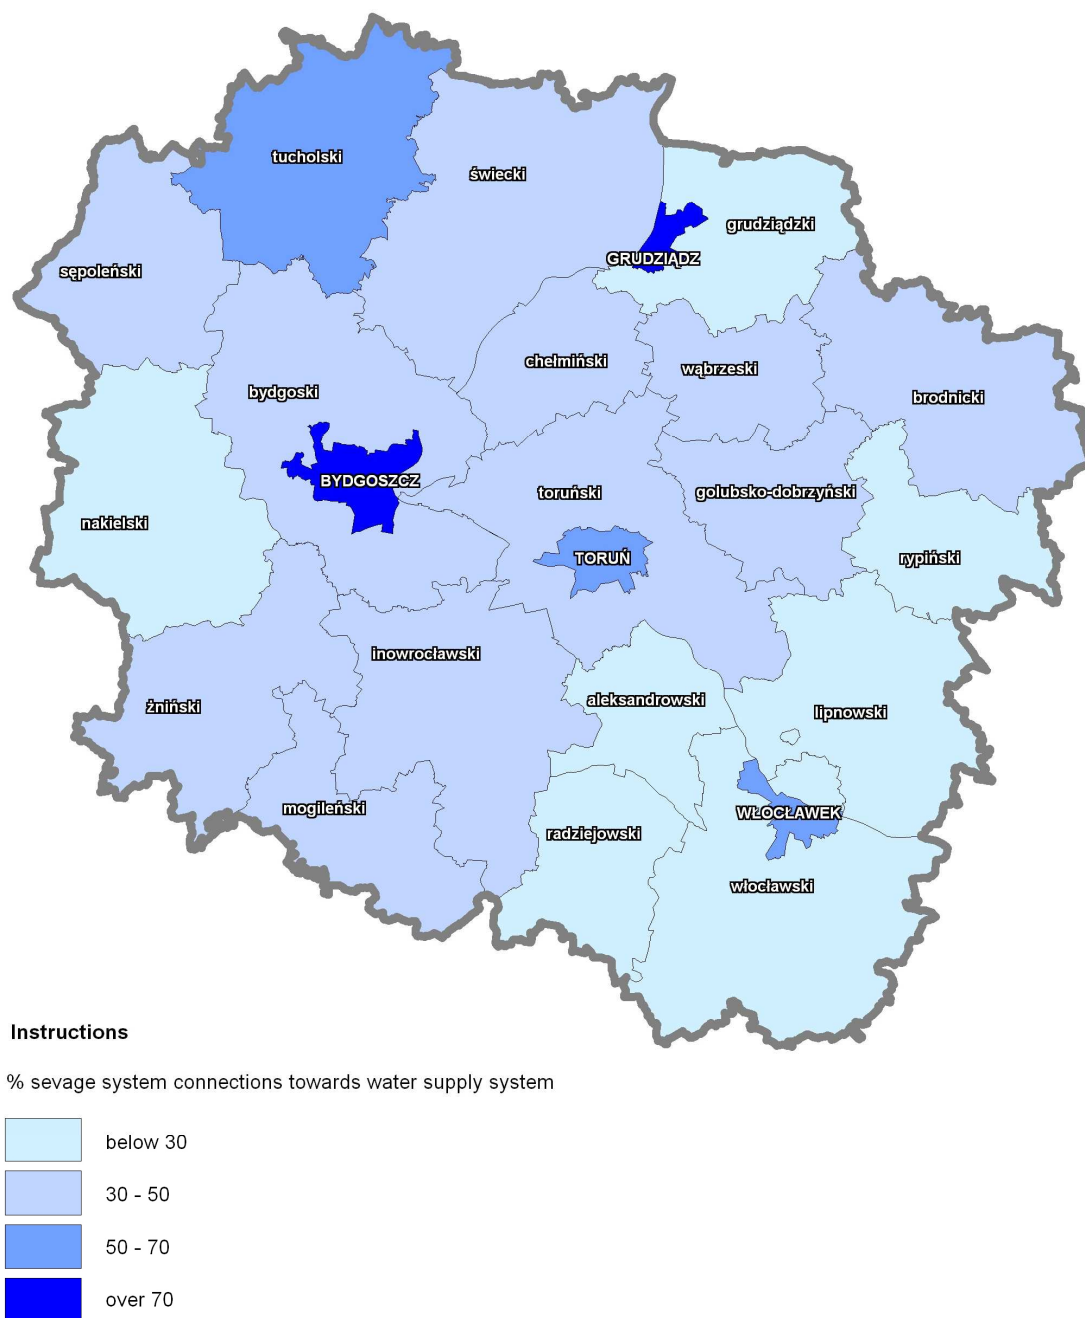 tucholski
świecki
grudziądzki
GRUDZIĄDZ
sępoleński
chełmiński
wąbrzeski
bydgoski
brodnicki
BYDGOSZCZ
toruński
golubsko-dobrzyński
nakielski
TORUŃ
rypiński
inowrocławski
aleksandrowski
żniński
lipnowski
mogileński
WŁOCŁAWEK
radziejowski
włocławski
Instructions
% sevage system connections towards water supply system
below 30
30 - 50
50 - 70
over 70